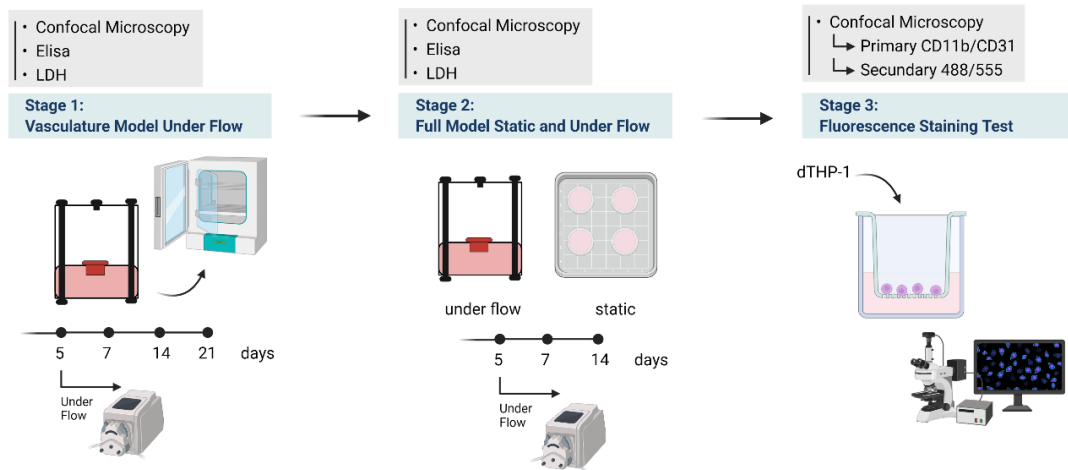 • Confocal Microscopy
• Elisa
• LDH
Stage 1:
Vasculature Model Under Flow
5 7 14 21 days
Under
Flow
• Confocal Microscopy
• Elisa
• LDH
Stage 2:
Full Model Static and Under Flow
under flow static
5 7 14 days
Under
Flow
• Confocal Microscopy
Primary CD11b/CD31
Secundary 488/555
Stage 3:
Fluorescence Staining Test
dTHP-1